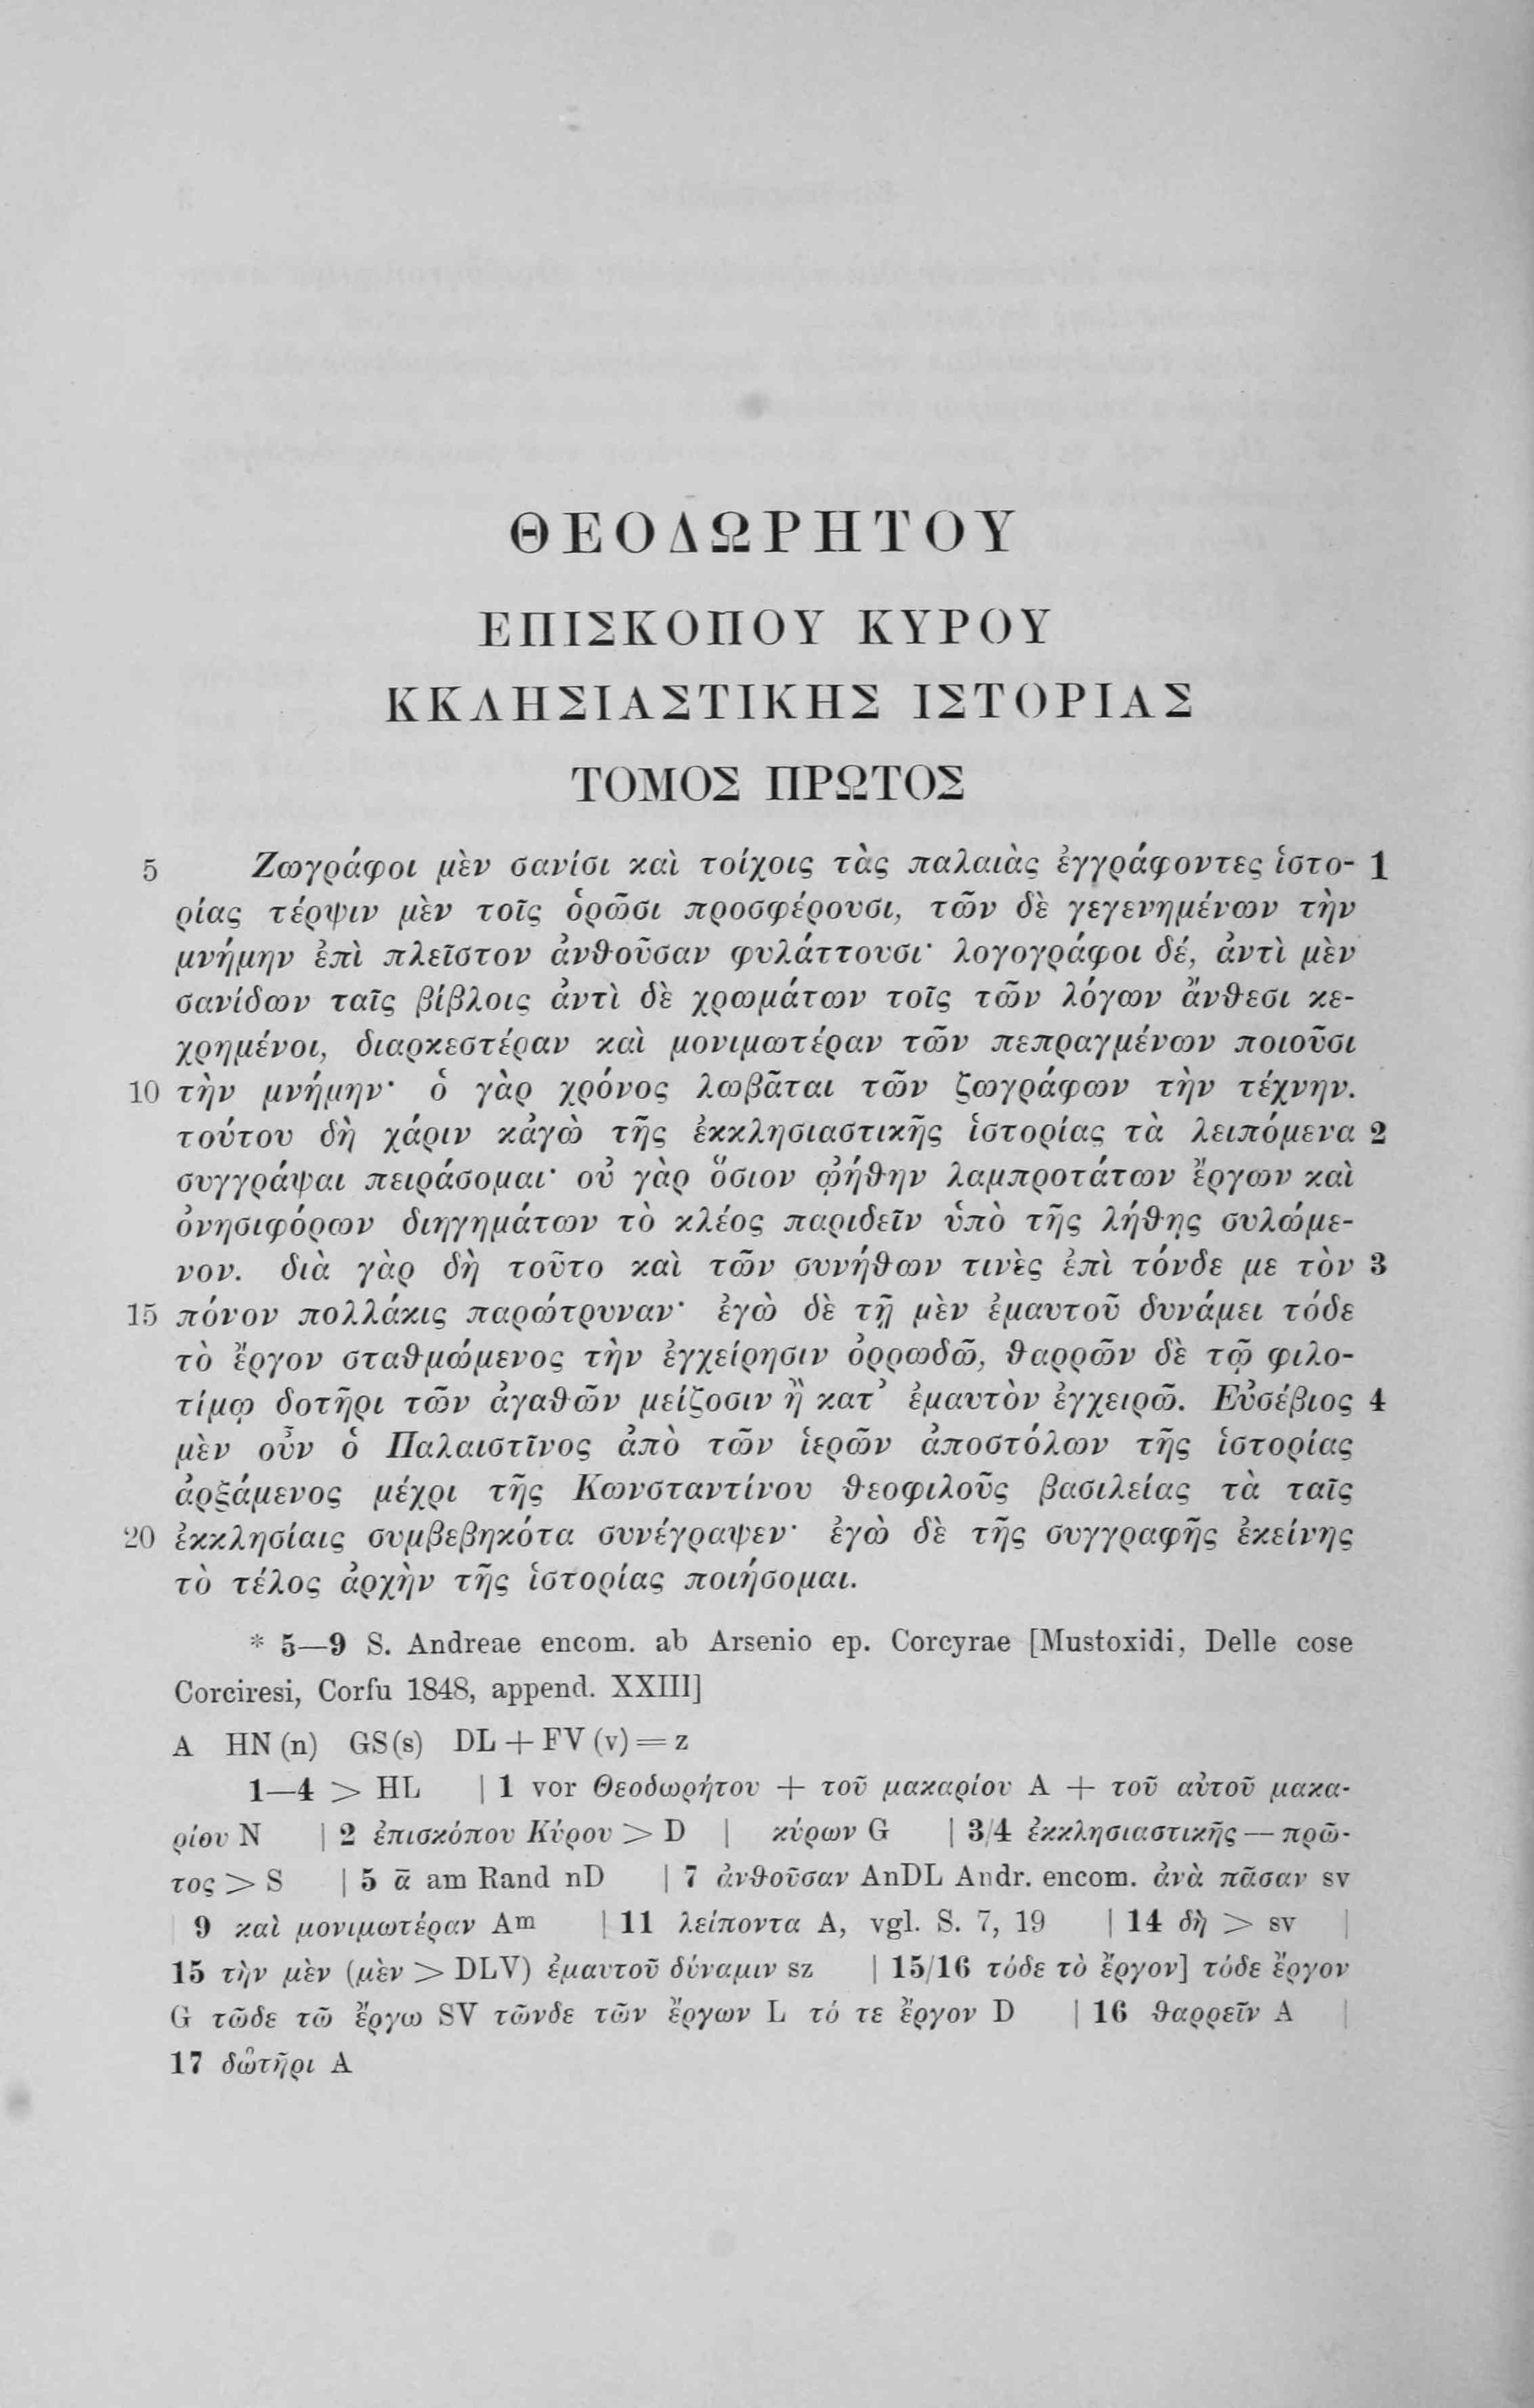 ΘΕΟΔΩΡΗΤΟΥ
ΕΠΙΣΚΟΠΟΥ ΚΥΡΟΥ
ΚΚΛΗΣΙΑΣΤΙΚΗΣ ΙΣΤΟΡΙΑΣ
ΤΟΜΟΣ ΠΡΩΤΟΣ
5 Ζωγράφοι μὲν σανίσι καὶ τοίχοις τὰς παλαιὰς ἐγγράφοντες ἱστο- 1
ρίας τέρψιν μὲν τοῖς ὁρῶσι προσφέρουσι, τῶν δὲ γεγενημένων τὴν
μνήμην ἐπὶ πλεῖστον ἀνθοῦσαν φυλάττουσι· λογογράφοι δέ, ἀντὶ μὲν
σανίδων ταῖς βίβλοις ἀντὶ δὲ χρωμάτων τοῖς τῶν λόγων ἄνθεσι κε-
χρημένοι, διαρκεστέραν καὶ μονιμωτέραν τῶν πεπραγμένων ποιοῦσι
10 τὴν μνήμην· ὁ γὰρ χρόνος λωβᾶται τῶν ζωγράφων τὴν τέχνην.
τούτου δὴ χάριν κἀγὼ τῆς ἐκκλησιαστικῆς ἱστορίας τὰ λειπόμενα 2
συγγράψαι πειράσομαι· οὐ γὰρ ὅσιον ᾠήθην λαμπροτάτων ἔργων καὶ
ὀνησιφόρων διηγημάτων τὸ κλέος παριδεῖν ὑπὸ τῆς λήθης συλώμε-
νον. διὰ γὰρ δὴ τοῦτο καὶ τῶν συνήθων τινὲς ἐπὶ τόνδε με τὸν 3
15 πόνον πολλάκις παρώτρυναν· ἐγὼ δὲ τῇ μὲν ἐμαυτοῦ δυνάμει τόδε
τὸ ἔργον σταθμώμενος τὴν ἐγχείρησιν ὀρρωδῶ, θαρρῶν δὲ τῷ φιλο-
τίμῳ δοτῆρι τῶν ἀγαθῶν μείζοσιν ἢ κατ’ ἐμαυτὸν ἐγχειρῶ. Εὐσέβιος 4
μὲν οὖν ὁ Παλαιστῖνος ἀπὸ τῶν ἱερῶν ἀποστόλων τῆς ἱστορίας
ἀρξάμενος μέχρι τῆς Κωνσταντίνου θεοφιλοῦς βασιλείας τὰ ταῖς
20 ἐκκλησίαις συμβεβηκότα συνέγραψεν· ἐγὼ δὲ τῆς συγγραφῆς ἐκείνης
τὸ τέλος ἀρχὴν τῆς ἱστορίας ποιήσομαι.
* 5—9 S. Andreae encom. ab Arsenio ep. Corcyrae [Mustoxidi, Delle cose
Corciresi, Corfu 1848, append. XXIII]
A HN (n) GS(s) DL + FV (v) = z
1—4 > HL | 1 vor Θεοδωρήτου + τοῦ μακαρίου A + τοῦ αὐτοῦ μακα-
ρίου N | 2 ἐπισκόπου Κύρου > D | κύρων G | 3/4 ἐκκλησιαστικῆς — πρῶ-
τος > S | 5 ᾱ am Rand nD | 7 ἀνθοῦσαν AnDL Andr. encom. ἀνὰ πᾶσαν sv
9 καὶ μονιμωτέραν Aᵐ | 11 λείποντα A, vgl. S. 7, 19 | 14 δὴ > sv |
15 τὴν μὲν (μὲν > DLV) ἐμαυτοῦ δύναμιν sz | 15/16 τόδε τὸ ἔργον] τόδε ἔργον
G τῶδε τῶ ἔργω SV τῶνδε τῶν ἔργων L τό τε ἔργον D | 16 θαρρεῖν A |
17 δωτῆρι A